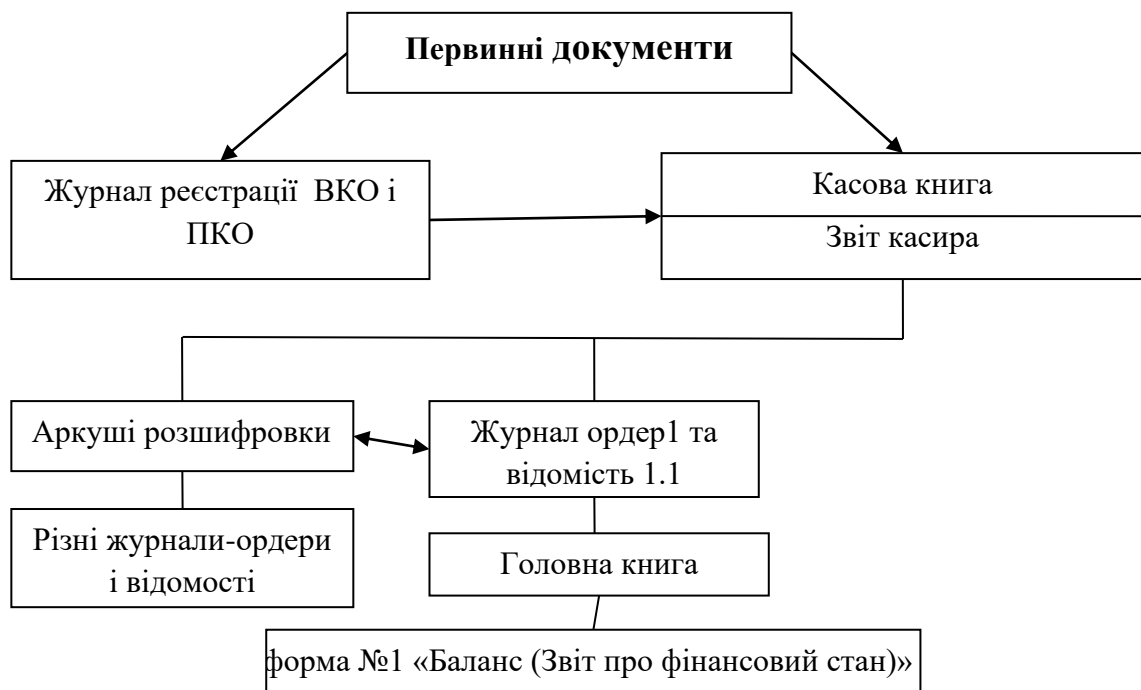 Первинні документи
Журнал реєстрації ВКО і
ПКО
Касова книга
Звіт касира
Аркуші розшифровки
Журнал ордер1 та
відомість 1.1
Різні журнали-ордери
і відомості
Головна книга
форма №1 «Баланс (Звіт про фінансовий стан)»